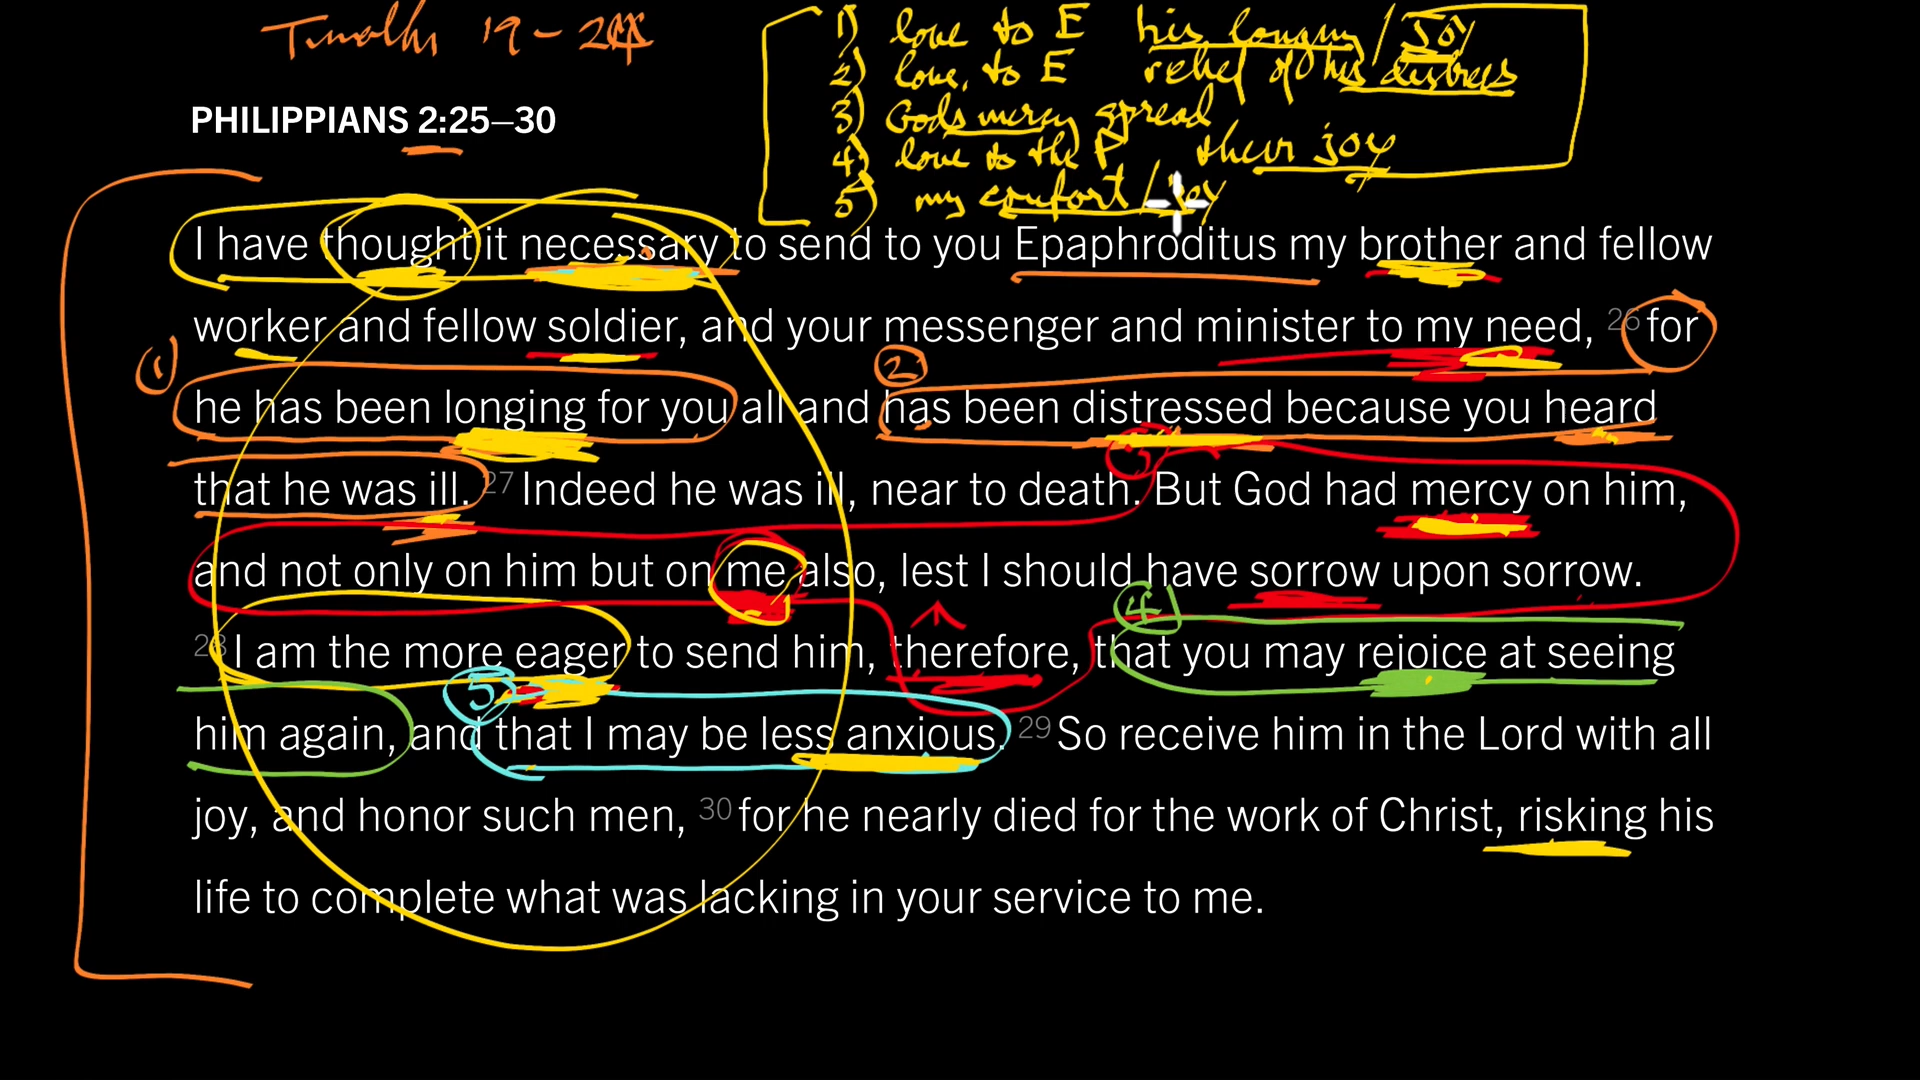 Timothy 19 – 24
1) love to E his longing / Joy
2) love, to E relief of his distress
3) Gods mercy spread
4) love to the P their joy
5) my comfort / Joy
PHILIPPIANS 2:25–30
I have thought it necessary to send to you Epaphroditus my brother and fellow
worker and fellow soldier, and your messenger and minister to my need, 26 for
1 2
he has been longing for you all and has been distressed because you heard
3
that he was ill. 27 Indeed he was ill, near to death. But God had mercy on him,
and not only on him but on me also, lest I should have sorrow upon sorrow.
4
28 I am the more eager to send him, therefore, that you may rejoice at seeing
5
him again, and that I may be less anxious. 29 So receive him in the Lord with all
joy, and honor such men, 30 for he nearly died for the work of Christ, risking his
life to complete what was lacking in your service to me.